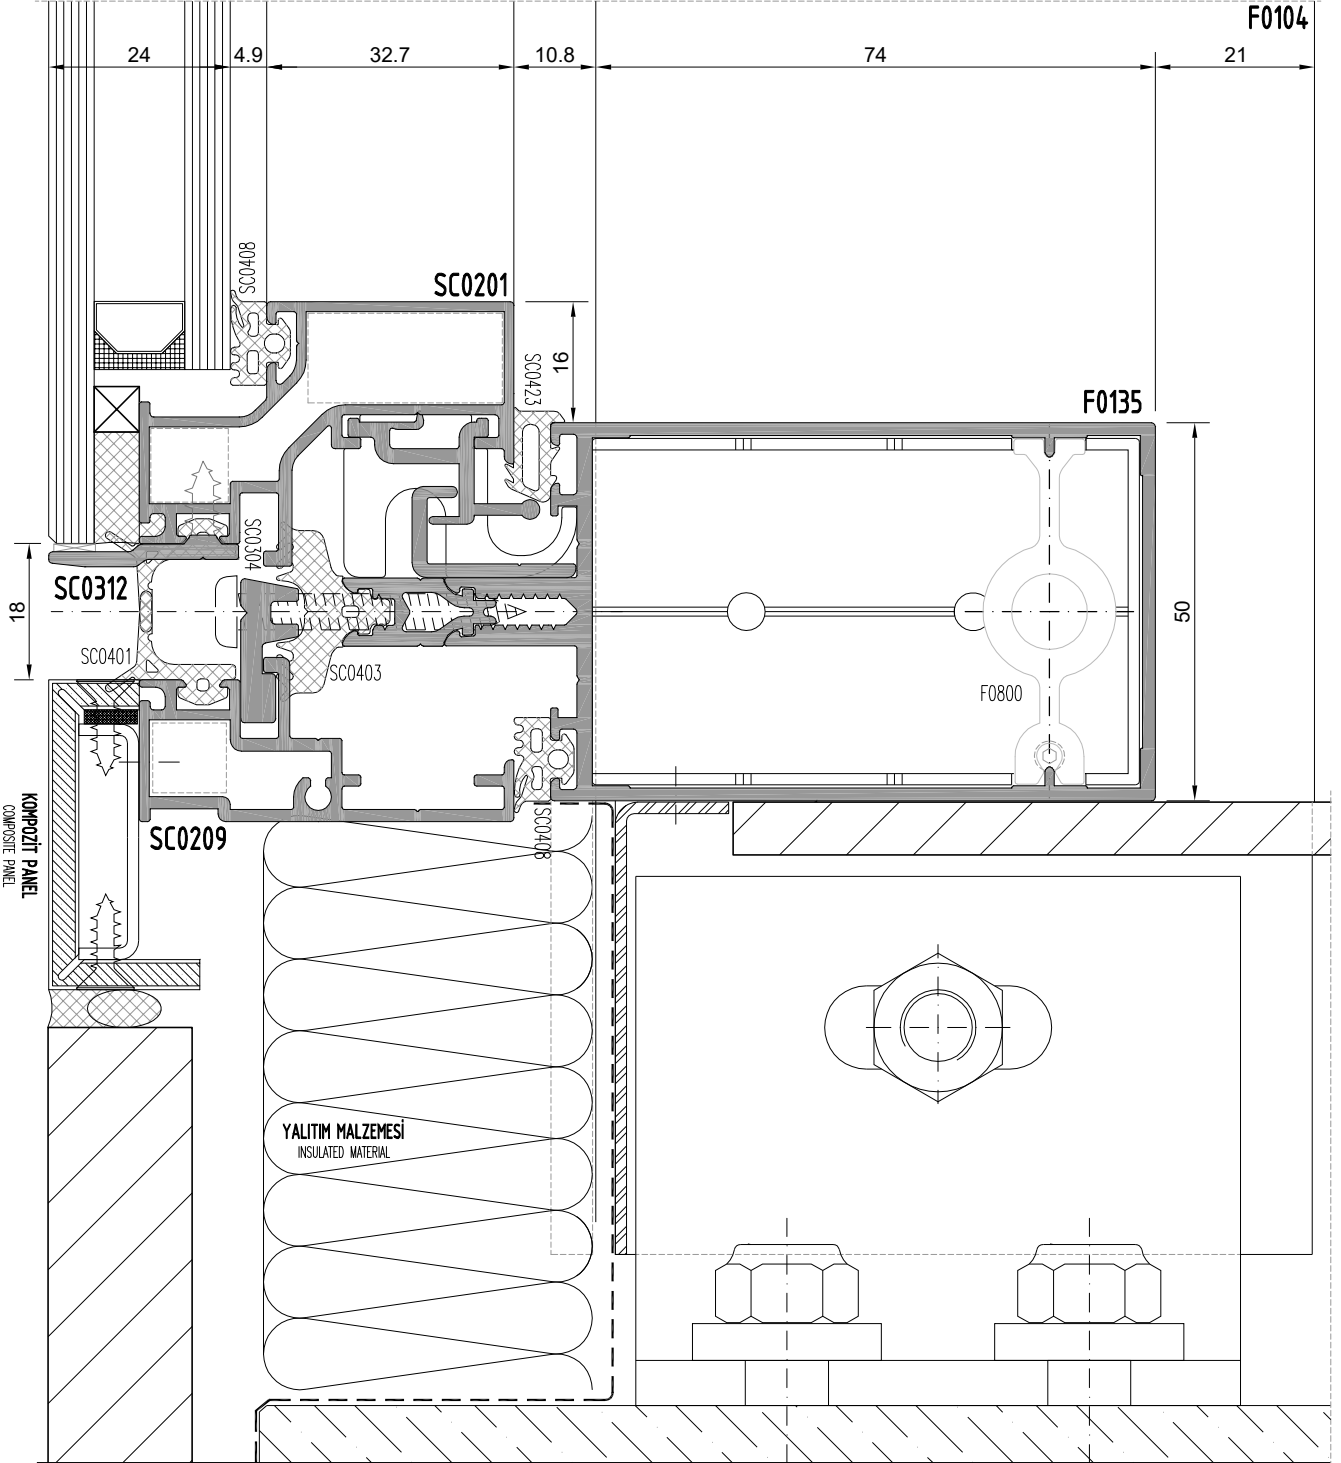 F0104
24
4.9
32.7
10.8
74
21
SC0408
SC0201
SC0423
16
F0135
SC0304
SC0312
18
SC0401
SC0403
F0800
50
SC0209
SC0408
KOMPOZİT PANEL
COMPOSITE PANEL
YALITIM MALZEMESİ
INSULATED MATERIAL